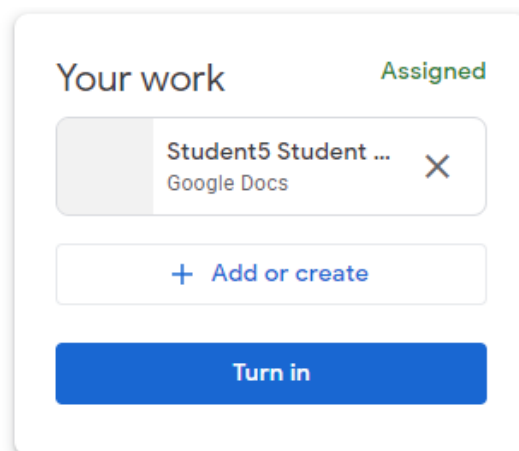 Your work
Assigned
Student5 Student ...
Google Docs
+ Add or create
Turn in